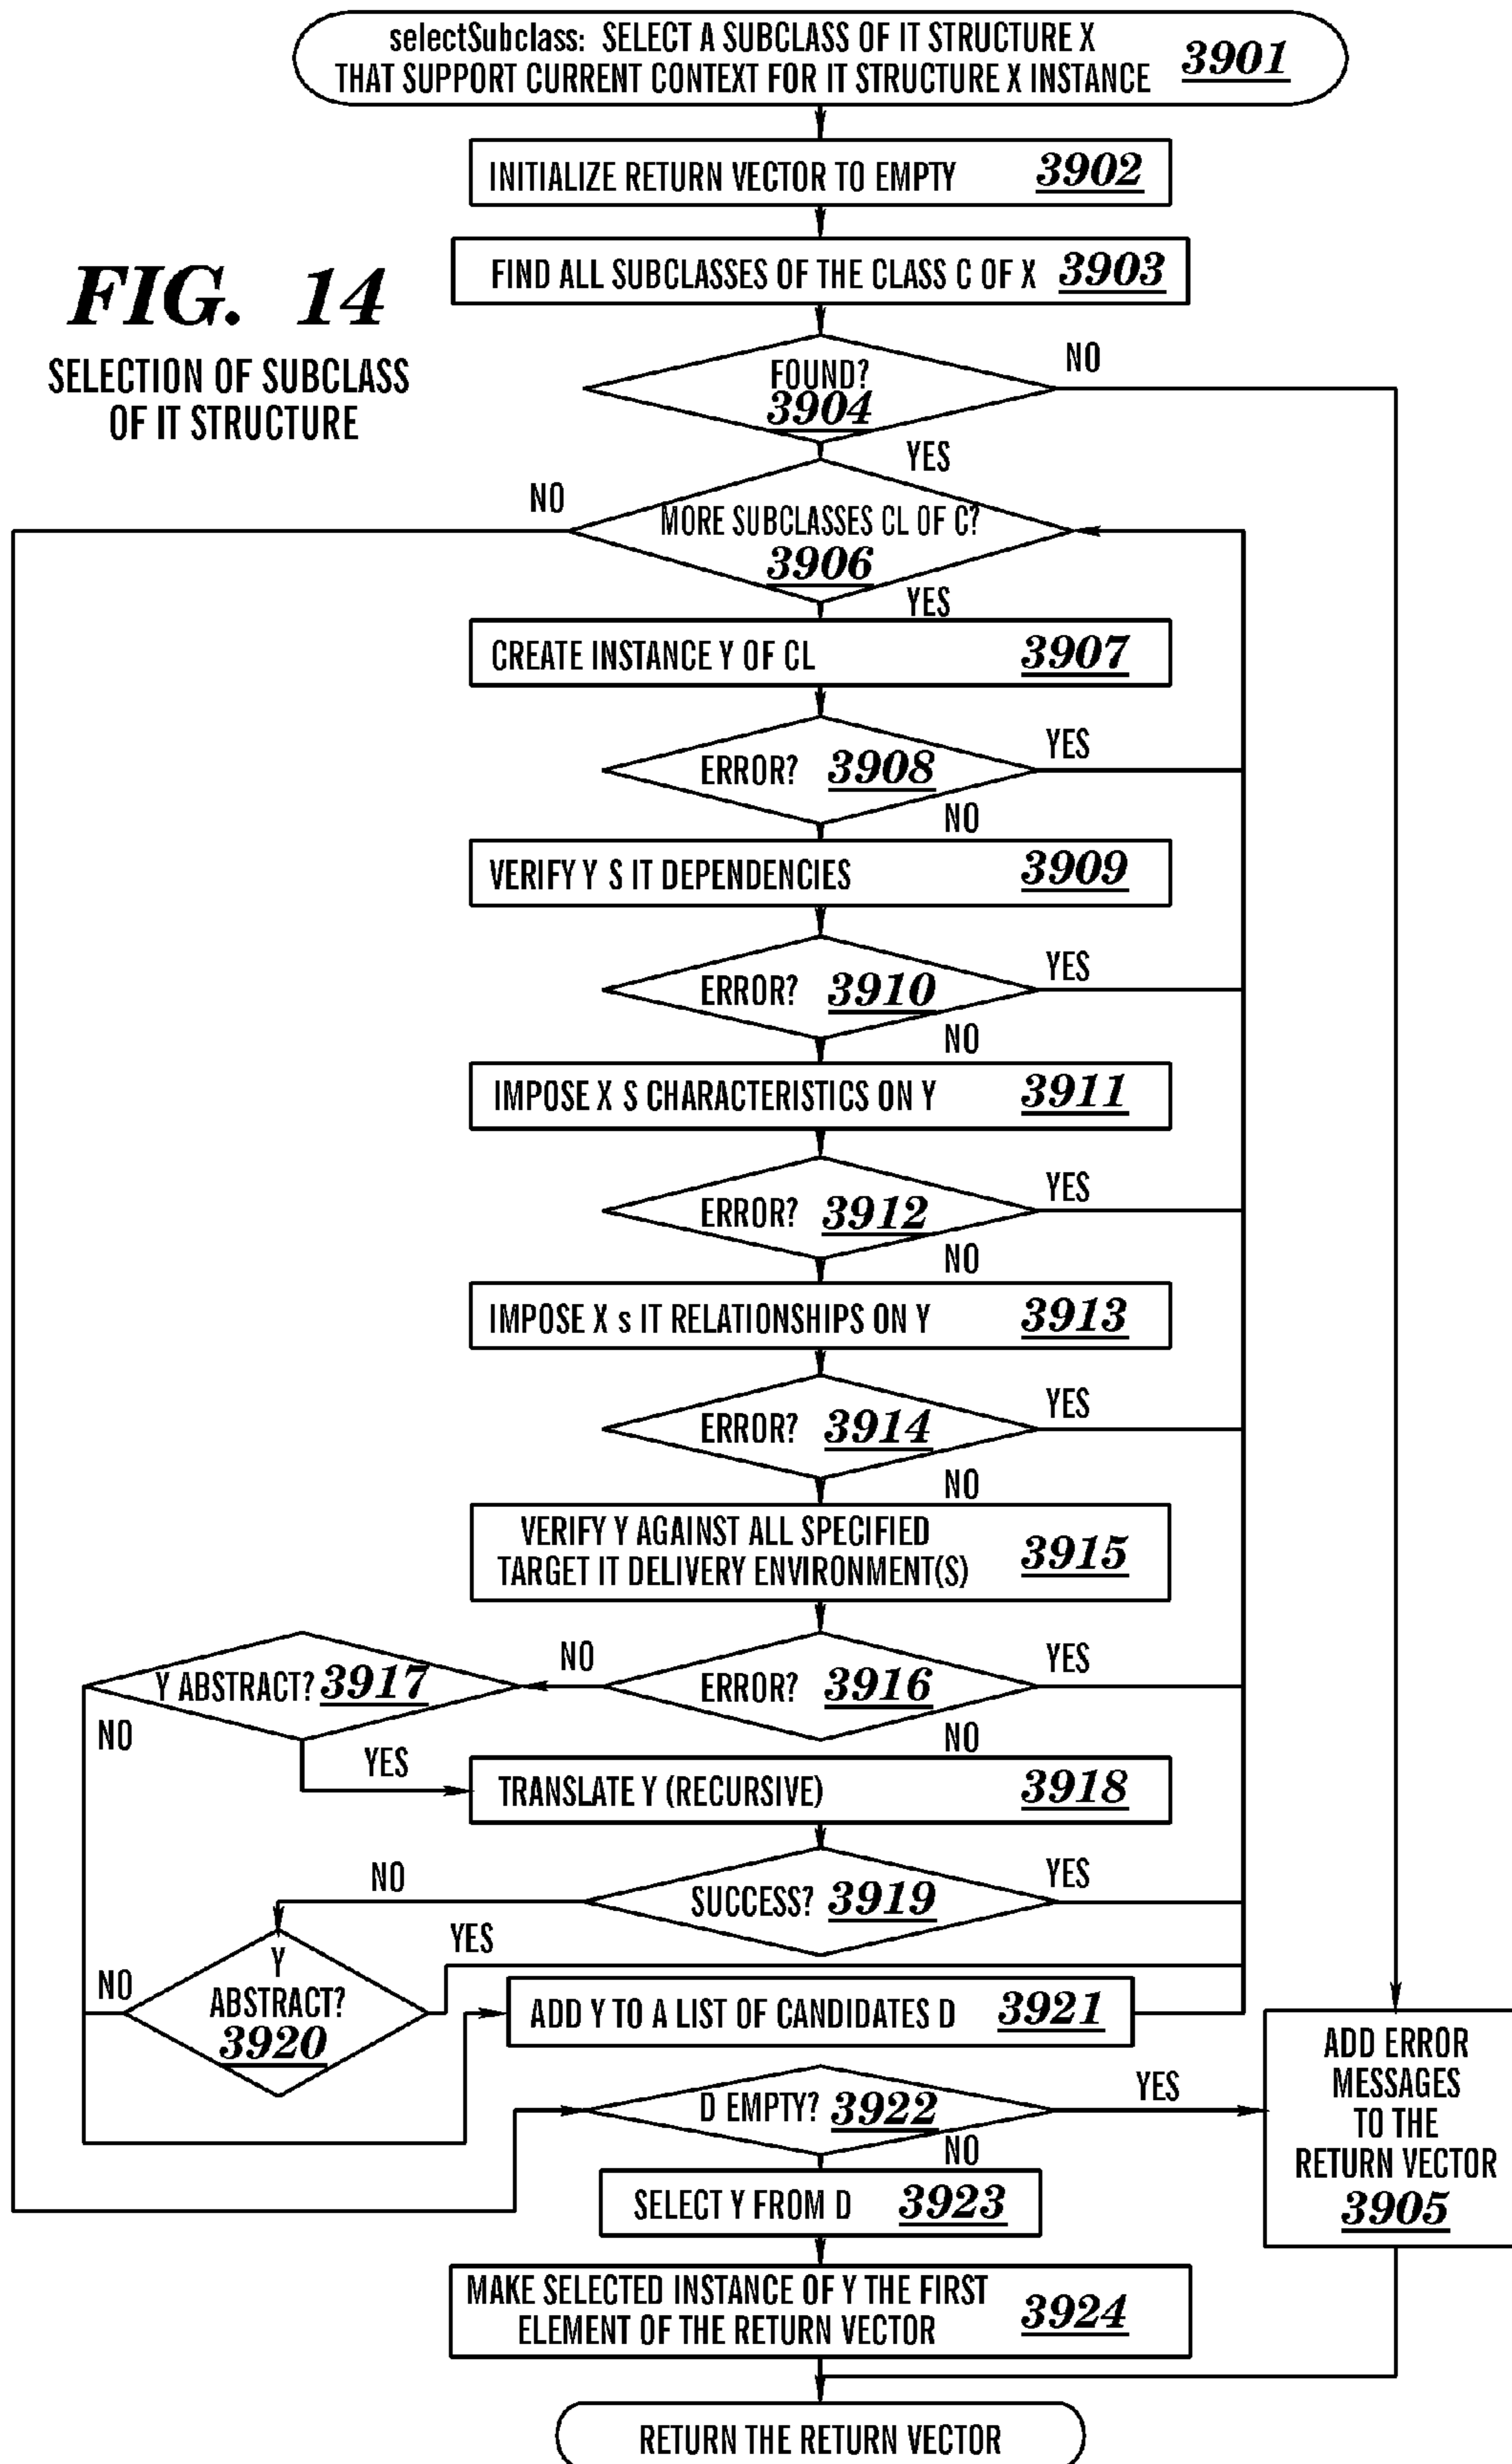 selectSubclass: SELECT A SUBCLASS OF IT STRUCTURE X
THAT SUPPORT CURRENT CONTEXT FOR IT STRUCTURE X INSTANCE 3901
INITIALIZE RETURN VECTOR TO EMPTY 3902
FIND ALL SUBCLASSES OF THE CLASS C OF X 3903
FIG. 14
SELECTION OF SUBCLASS
OF IT STRUCTURE
FOUND?
3904
NO
YES
MORE SUBCLASSES CL OF C?
3906
NO
YES
CREATE INSTANCE Y OF CL 3907
ERROR? 3908
YES
NO
VERIFY Y S IT DEPENDENCIES 3909
ERROR? 3910
YES
NO
IMPOSE X S CHARACTERISTICS ON Y 3911
ERROR? 3912
YES
NO
IMPOSE X s IT RELATIONSHIPS ON Y 3913
ERROR? 3914
YES
NO
VERIFY Y AGAINST ALL SPECIFIED
TARGET IT DELIVERY ENVIRONMENT(S) 3915
Y ABSTRACT? 3917
NO
ERROR? 3916
YES
NO
NO
YES
TRANSLATE Y (RECURSIVE) 3918
NO
SUCCESS? 3919
YES
YES
NO
Y
ABSTRACT?
3920
ADD Y TO A LIST OF CANDIDATES D 3921
D EMPTY? 3922
YES
NO
ADD ERROR
MESSAGES
TO THE
RETURN VECTOR
3905
SELECT Y FROM D 3923
MAKE SELECTED INSTANCE OF Y THE FIRST
ELEMENT OF THE RETURN VECTOR 3924
RETURN THE RETURN VECTOR